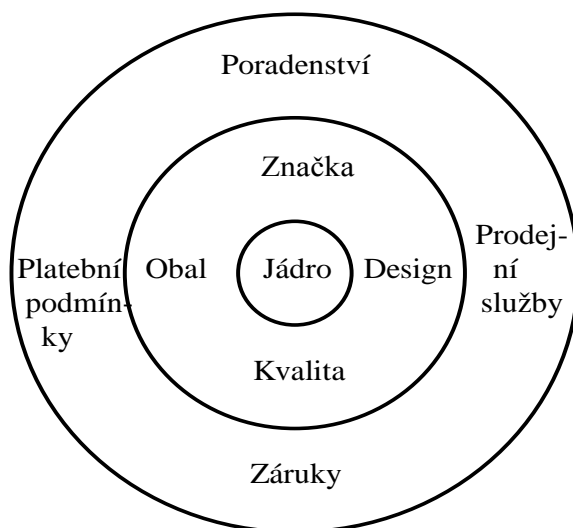 Poradenství
Značka
Platební
podmín-
ky
Obal
Jádro
Design
Prodej-
ní
služby
Kvalita
Záruky